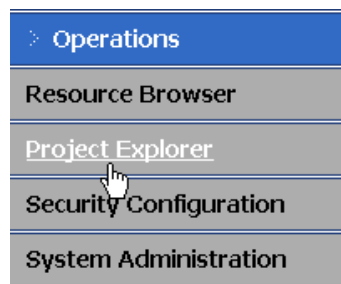 > Operations
Resource Browser
Project Explorer
Security Configuration
System Administration